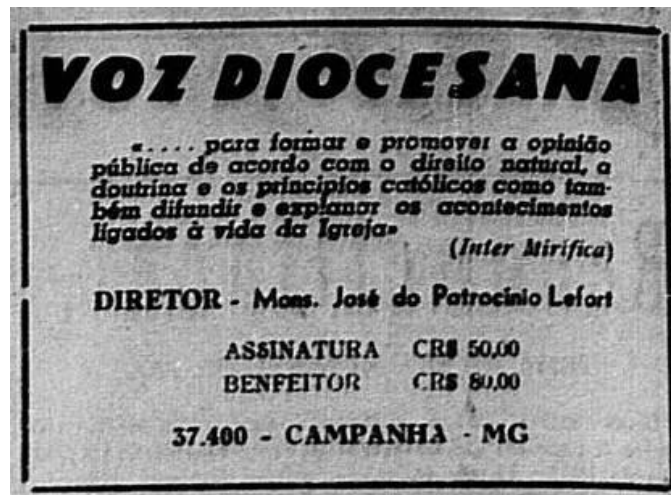 VOZ DIOCESANA
«.... para formar e promover a opinião
pública de acordo com o direito natural, a
doutrina e os princípios católicos como tam-
bém difundir e explanar os acontecimentos
ligados à vida da Igreja»
(Inter Mirifica)
DIRETOR - Mons. José do Patrocínio Lefort
ASSINATURA CR$ 50,00
BENFEITOR CR$ 80,00
37.400 - CAMPANHA - MG